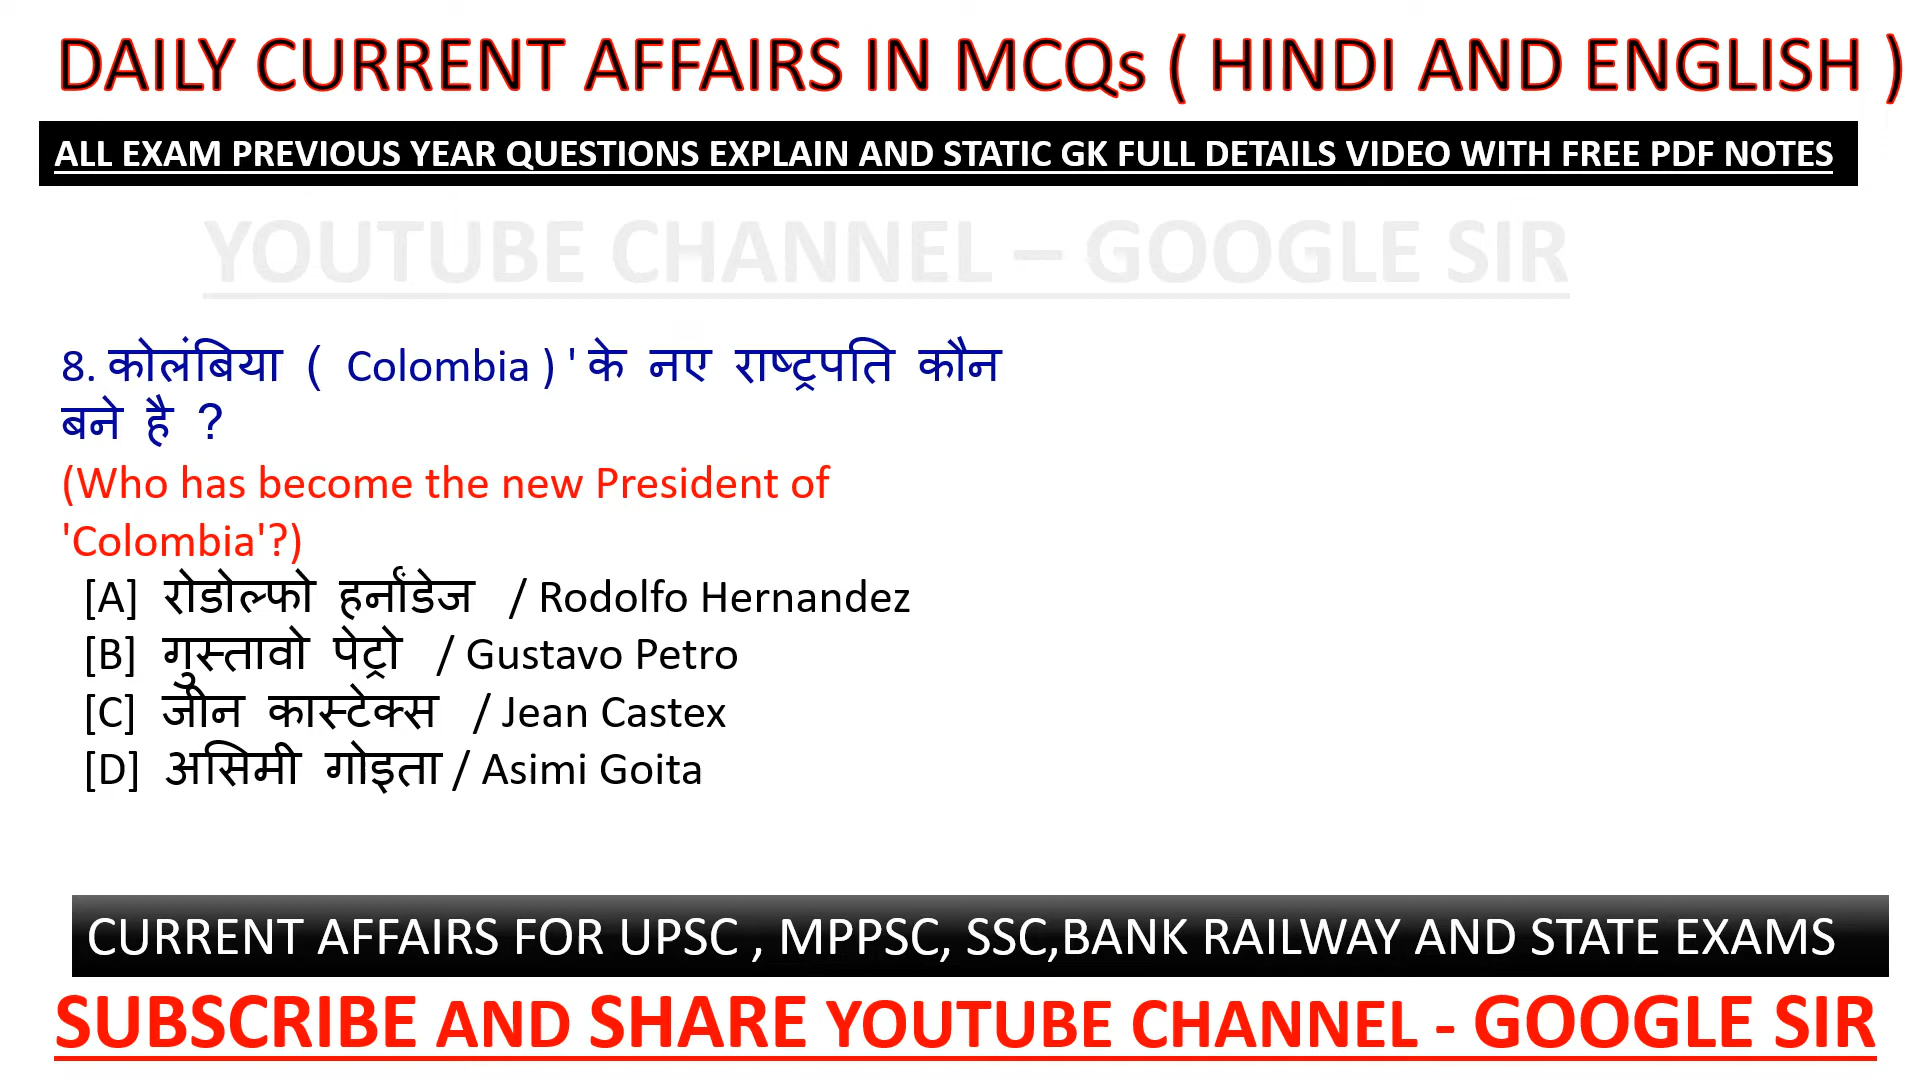 DAILY CURRENT AFFAIRS IN MCQs ( HINDI AND ENGLISH )
ALL EXAM PREVIOUS YEAR QUESTIONS EXPLAIN AND STATIC GK FULL DETAILS VIDEO WITH FREE PDF NOTES
YOUTUBE CHANNEL – GOOGLE SIR
8. कोलंबिया ( Colombia ) ' के नए राष्ट्रपति कौन
बने है ?
(Who has become the new President of
'Colombia'?)
[A] रोडोल्फो हर्नांडेज / Rodolfo Hernandez
[B] गुस्तावो पेट्रो / Gustavo Petro
[C] जीन कास्टेक्स / Jean Castex
[D] असिमी गोइता / Asimi Goita
CURRENT AFFAIRS FOR UPSC , MPPSC, SSC,BANK RAILWAY AND STATE EXAMS
SUBSCRIBE AND SHARE YOUTUBE CHANNEL - GOOGLE SIR